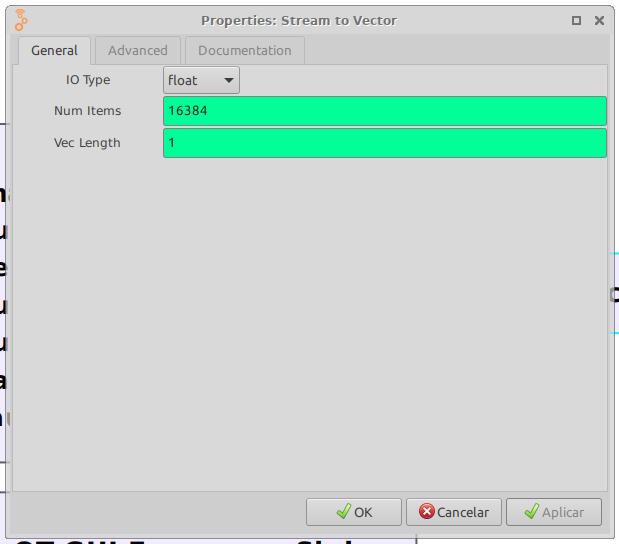 Properties: Stream to Vector
General Advanced Documentation
IO Type float
Num Items 16384
Vec Length 1
OK Cancelar Aplicar